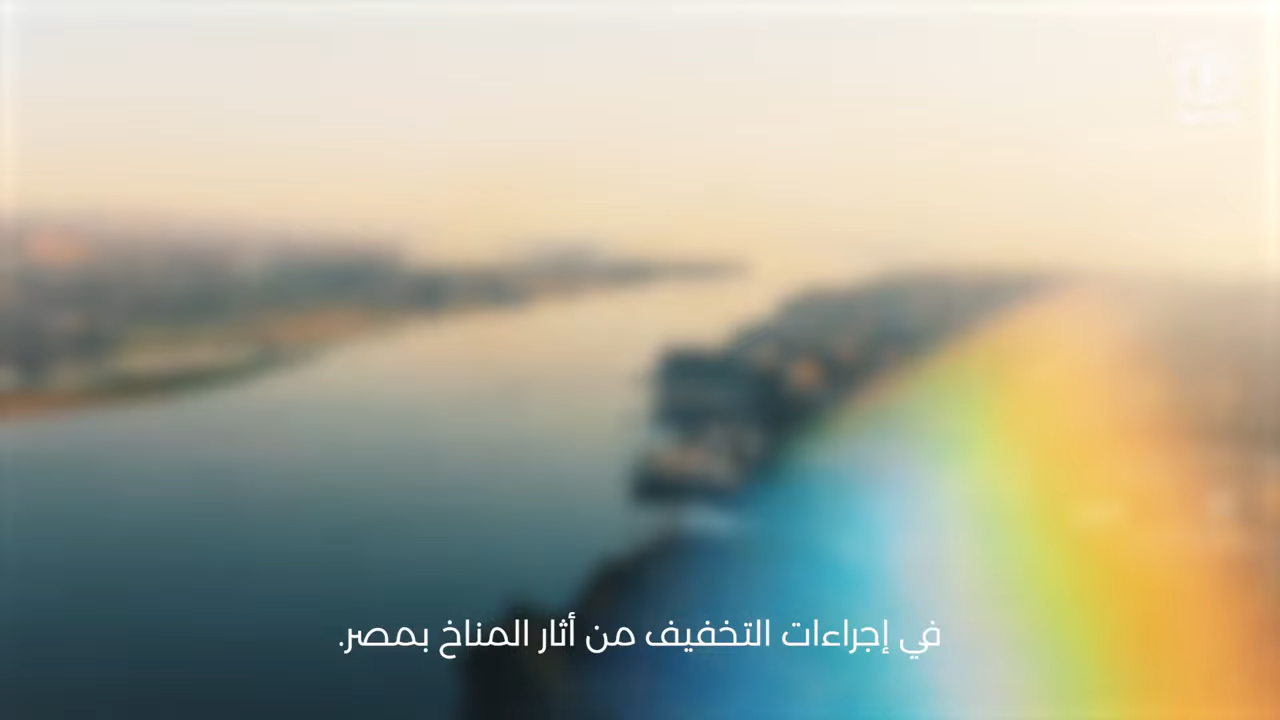 في إجراءات التخفيف من أثار المناخ بمصر.